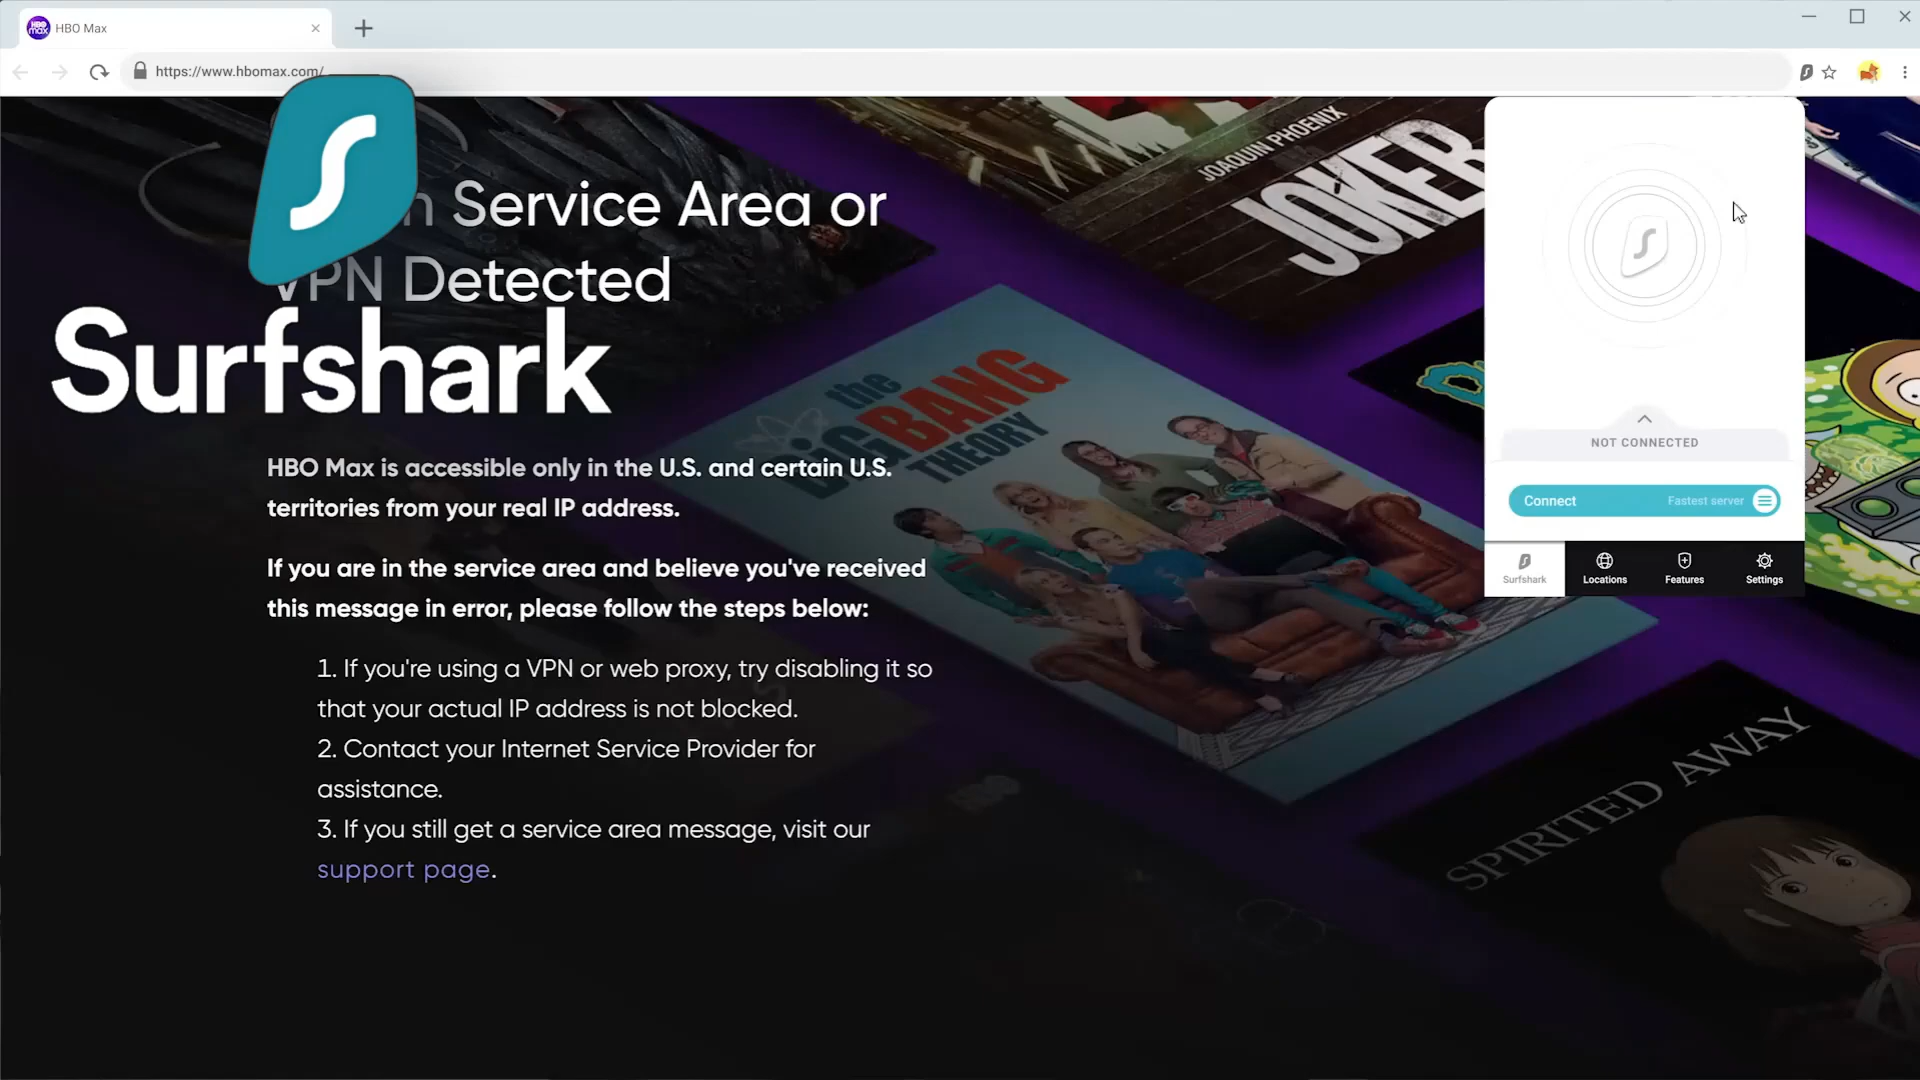 HBO Max
https://www.hbomax.com/
n Service Area or
VPN Detected
Surfshark
HBO Max is accessible only in the U.S. and certain U.S.
territories from your real IP address.
If you are in the service area and believe you've received
this message in error, please follow the steps below:
1. If you're using a VPN or web proxy, try disabling it so
that your actual IP address is not blocked.
2. Contact your Internet Service Provider for
assistance.
3. If you still get a service area message, visit our
support page.
JOAQUIN PHOENIX
JOKER
the
BiG BANG
THEORY
SPIRITED AWAY
NOT CONNECTED
Connect
Fastest server
Surfshark
Locations
Features
Settings